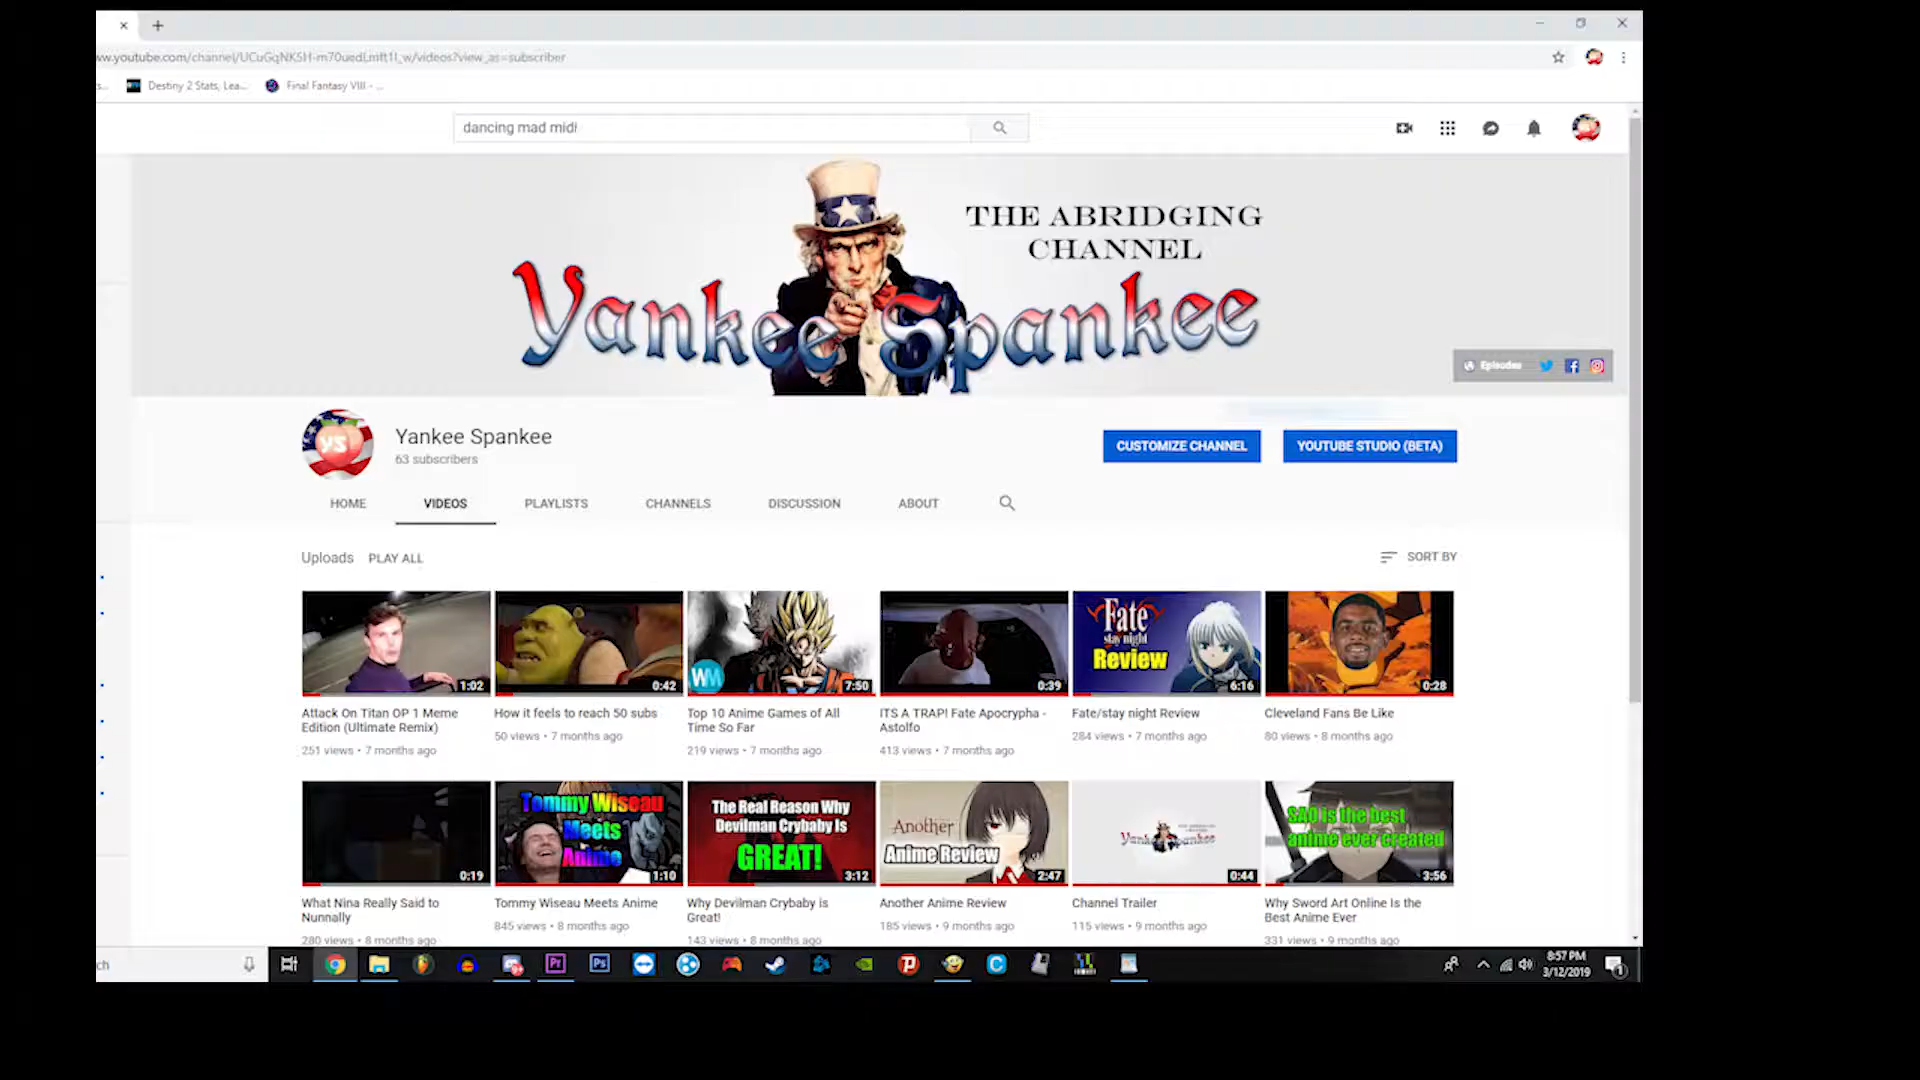 Destiny 2 Stats, Lea...
Final Fantasy VIII - ...
dancing mad midi
THE ABRIDGING
CHANNEL
Yankee Spankee
Episodes
YS
Yankee Spankee
63 subscribers
CUSTOMIZE CHANNEL
YOUTUBE STUDIO (BETA)
HOME VIDEOS PLAYLISTS CHANNELS DISCUSSION ABOUT
Uploads PLAY ALL
SORT BY
1:02
0:42
WM
7:50
0:39
Fate
stay night
Review
6:16
0:28
Attack On Titan OP 1 Meme
Edition (Ultimate Remix)
251 views • 7 months ago
How it feels to reach 50 subs
50 views • 7 months ago
Top 10 Anime Games of All
Time So Far
219 views • 7 months ago
ITS A TRAP! Fate Apocrypha -
Astolfo
413 views • 7 months ago
Fate/stay night Review
284 views • 7 months ago
Cleveland Fans Be Like
80 views • 8 months ago
0:19
Tommy Wiseau
Meets
Anime
1:10
The Real Reason Why
Devilman Crybaby Is
GREAT!
3:12
Another
Anime Review
2:47
Yankee Spankee
0:44
SAO is the best
anime ever created
3:56
What Nina Really Said to
Nunnally
280 views • 8 months ago
Tommy Wiseau Meets Anime
845 views • 8 months ago
Why Devilman Crybaby is
Great!
143 views • 8 months ago
Another Anime Review
185 views • 9 months ago
Channel Trailer
115 views • 9 months ago
Why Sword Art Online Is the
Best Anime Ever
331 views • 9 months ago
ch
Pr
Ps
8:57 PM
3/12/2019
1